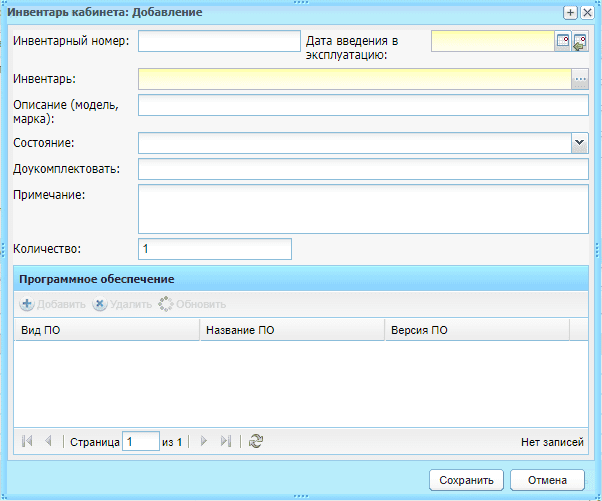 Инвентарь кабинета: Добавление
Инвентарный номер:
Дата введения в
эксплуатацию:
Инвентарь:
Описание (модель,
марка):
Состояние:
Доукомплектовать:
Примечание:
Количество: 1
Программное обеспечение
Добавить Удалить Обновить
Вид ПО Название ПО Версия ПО
Страница 1 из 1 Нет записей
Сохранить Отмена